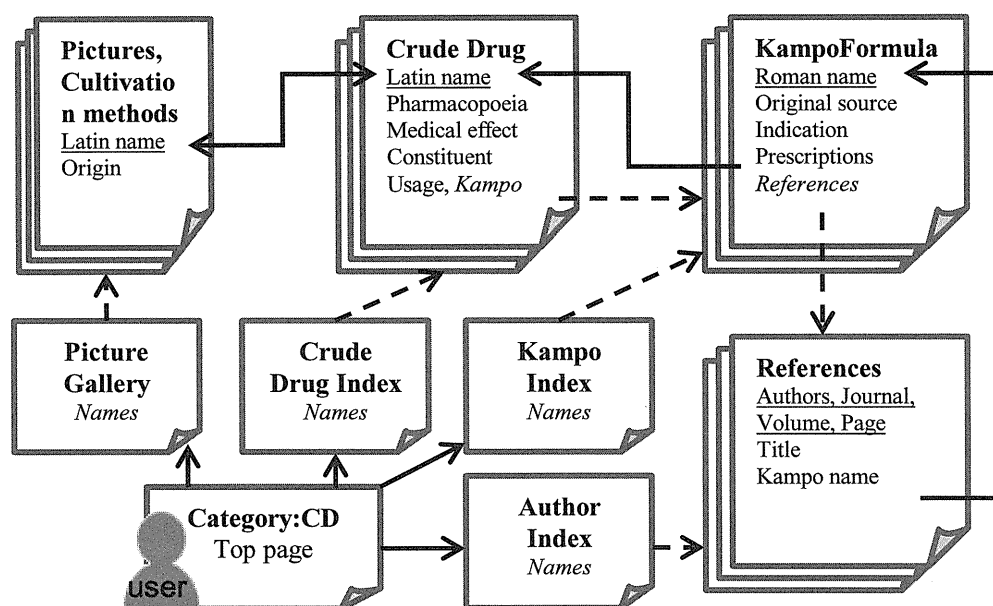 Pictures,
Cultivatio
n methods
Latin name
Origin
Crude Drug
Latin name
Pharmacopoeia
Medical effect
Constituent
Usage, Kampo
KampoFormula
Roman name
Original source
Indication
Prescriptions
References
Picture
Gallery
Names
Crude
Drug Index
Names
Kampo
Index
Names
References
Authors, Journal,
Volume, Page
Title
Kampo name
Category:CD
Top page
user
Author
Index
Names